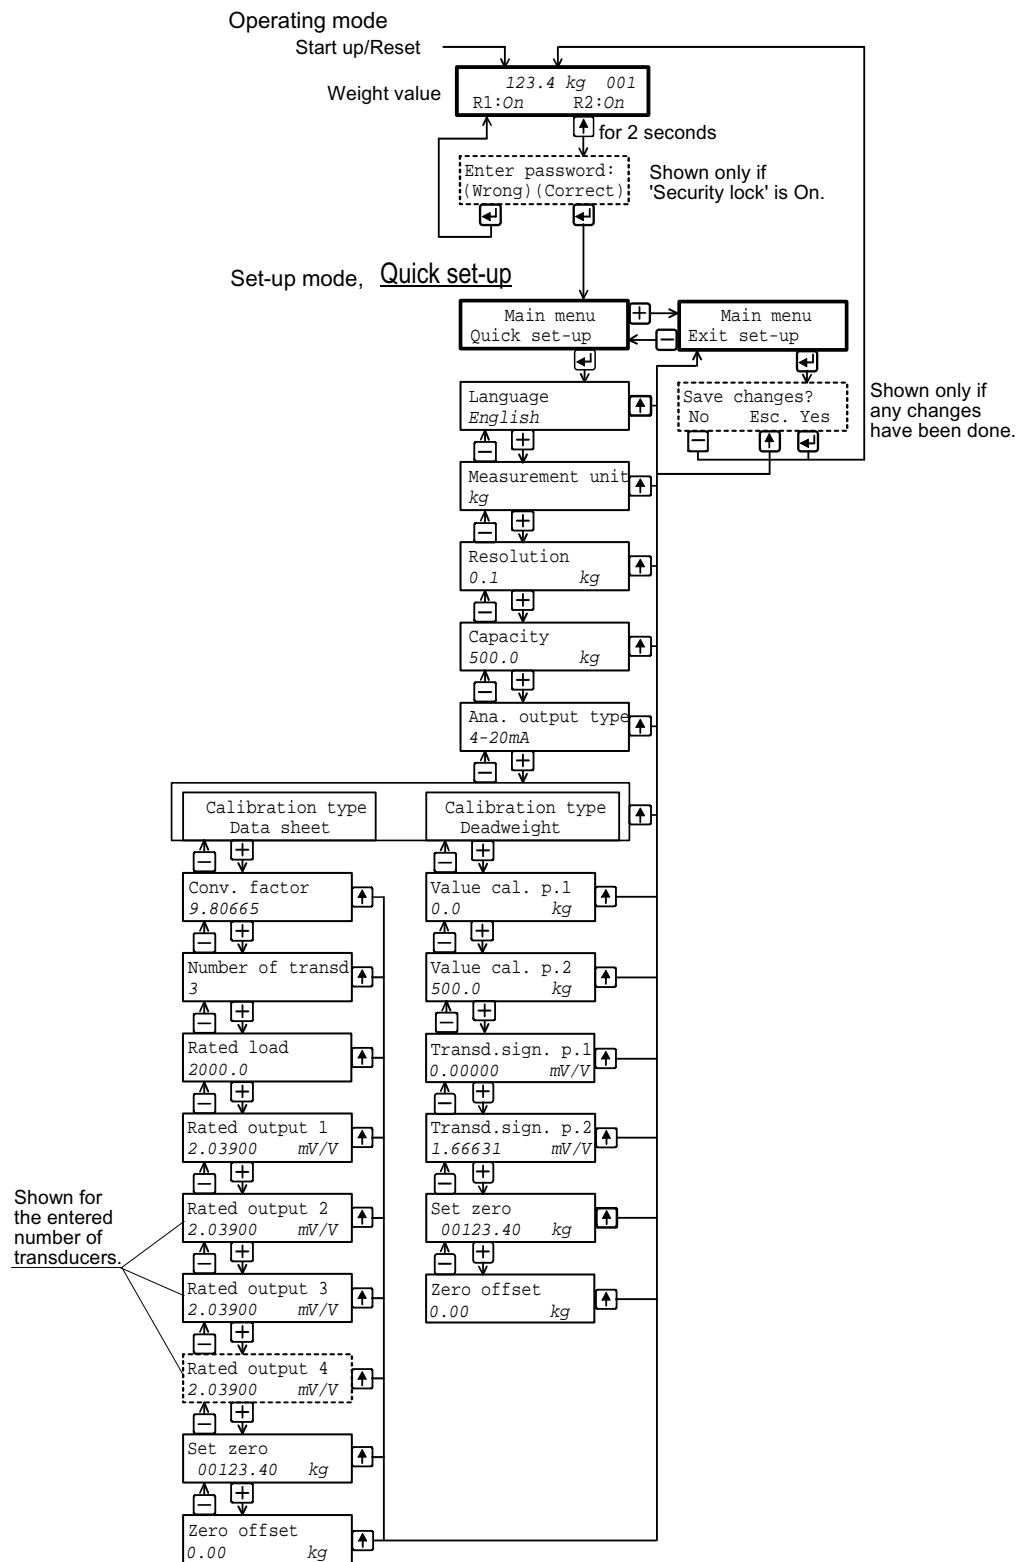 Operating mode
Start up/Reset
Weight value
123.4 kg 001
R1:On R2:On
for 2 seconds
Enter password:
(Wrong)(Correct)
Shown only if
'Security lock' is On.
Set-up mode, Quick set-up
Main menu
Quick set-up
Main menu
Exit set-up
Language
English
Save changes?
No Esc. Yes
Shown only if
any changes
have been done.
Measurement unit
kg
Resolution
0.1 kg
Capacity
500.0 kg
Ana. output type
4-20mA
Calibration type
Data sheet
Calibration type
Deadweight
Conv. factor
9.80665
Number of transd
3
Rated load
2000.0
Rated output 1
2.03900 mV/V
Rated output 2
2.03900 mV/V
Rated output 3
2.03900 mV/V
Rated output 4
2.03900 mV/V
Set zero
00123.40 kg
Zero offset
0.00 kg
Shown for
the entered
number of
transducers.
Value cal. p.1
0.0 kg
Value cal. p.2
500.0 kg
Transd.sign. p.1
0.00000 mV/V
Transd.sign. p.2
1.66631 mV/V
Set zero
00123.40 kg
Zero offset
0.00 kg